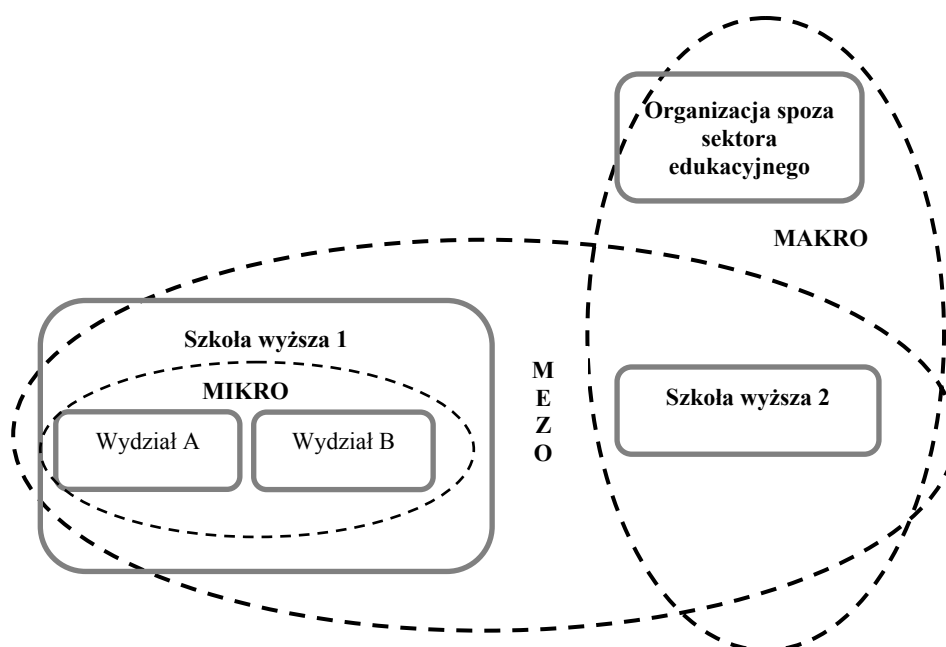 Organizacja spoza
sektora
edukacyjnego
MAKRO
Szkoła wyższa 1
MIKRO
Wydział A
Wydział B
M
E
Z
O
Szkoła wyższa 2